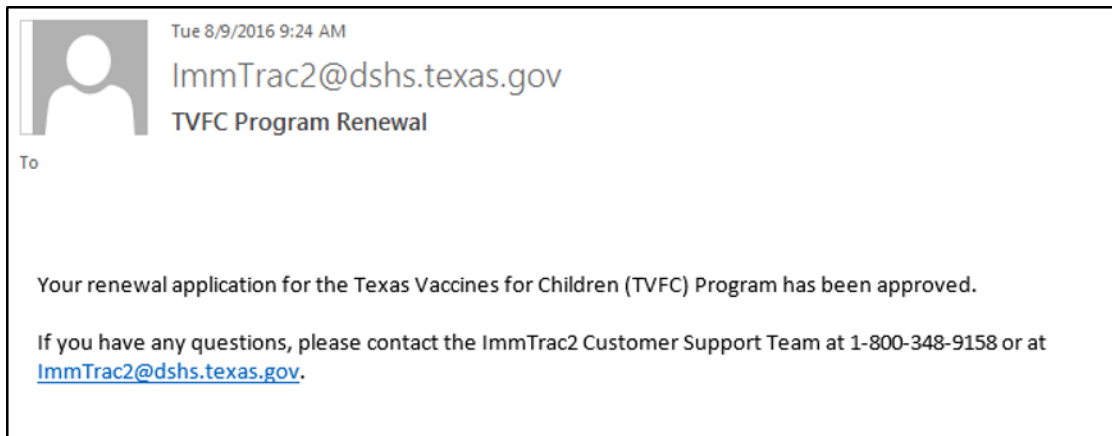 Tue 8/9/2016 9:24 AM
ImmTrac2@dshs.texas.gov
TVFC Program Renewal
To
Your renewal application for the Texas Vaccines for Children (TVFC) Program has been approved.
If you have any questions, please contact the ImmTrac2 Customer Support Team at 1-800-348-9158 or at
ImmTrac2@dshs.texas.gov.